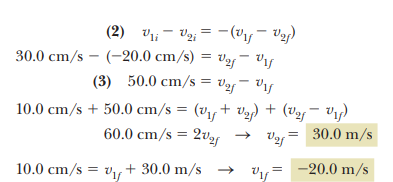 (2) v₁ᵢ − v₂ᵢ = −(v₁f − v₂f)
30.0 cm/s − (−20.0 cm/s) = v₂f − v₁f
(3) 50.0 cm/s = v₂f − v₁f
10.0 cm/s + 50.0 cm/s = (v₁f + v₂f) + (v₂f − v₁f)
60.0 cm/s = 2v₂f → v₂f = 30.0 m/s
10.0 cm/s = v₁f + 30.0 m/s → v₁f = −20.0 m/s